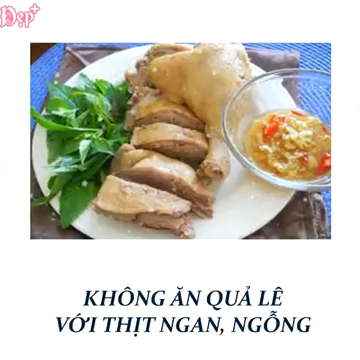 Đẹp+
KHÔNG ĂN QUẢ LÊ
VỚI THỊT NGAN, NGỖNG